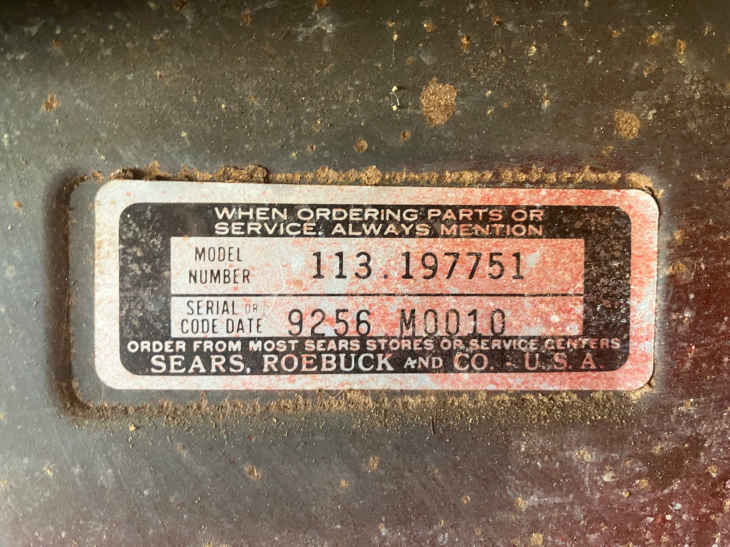 WHEN ORDERING PARTS OR
SERVICE, ALWAYS MENTION
MODEL
NUMBER 113.197751
SERIAL OR
CODE DATE 9256 M0010
ORDER FROM MOST SEARS STORES OR SERVICE CENTERS
SEARS, ROEBUCK AND CO. - U.S.A.